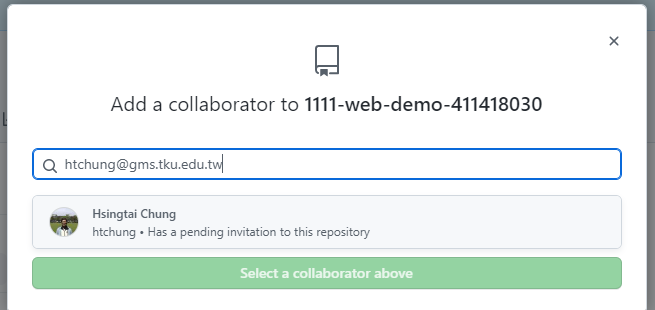 Add a collaborator to 1111-web-demo-411418030
htchung@gms.tku.edu.tw
Hsingtai Chung
htchung • Has a pending invitation to this repository
Select a collaborator above